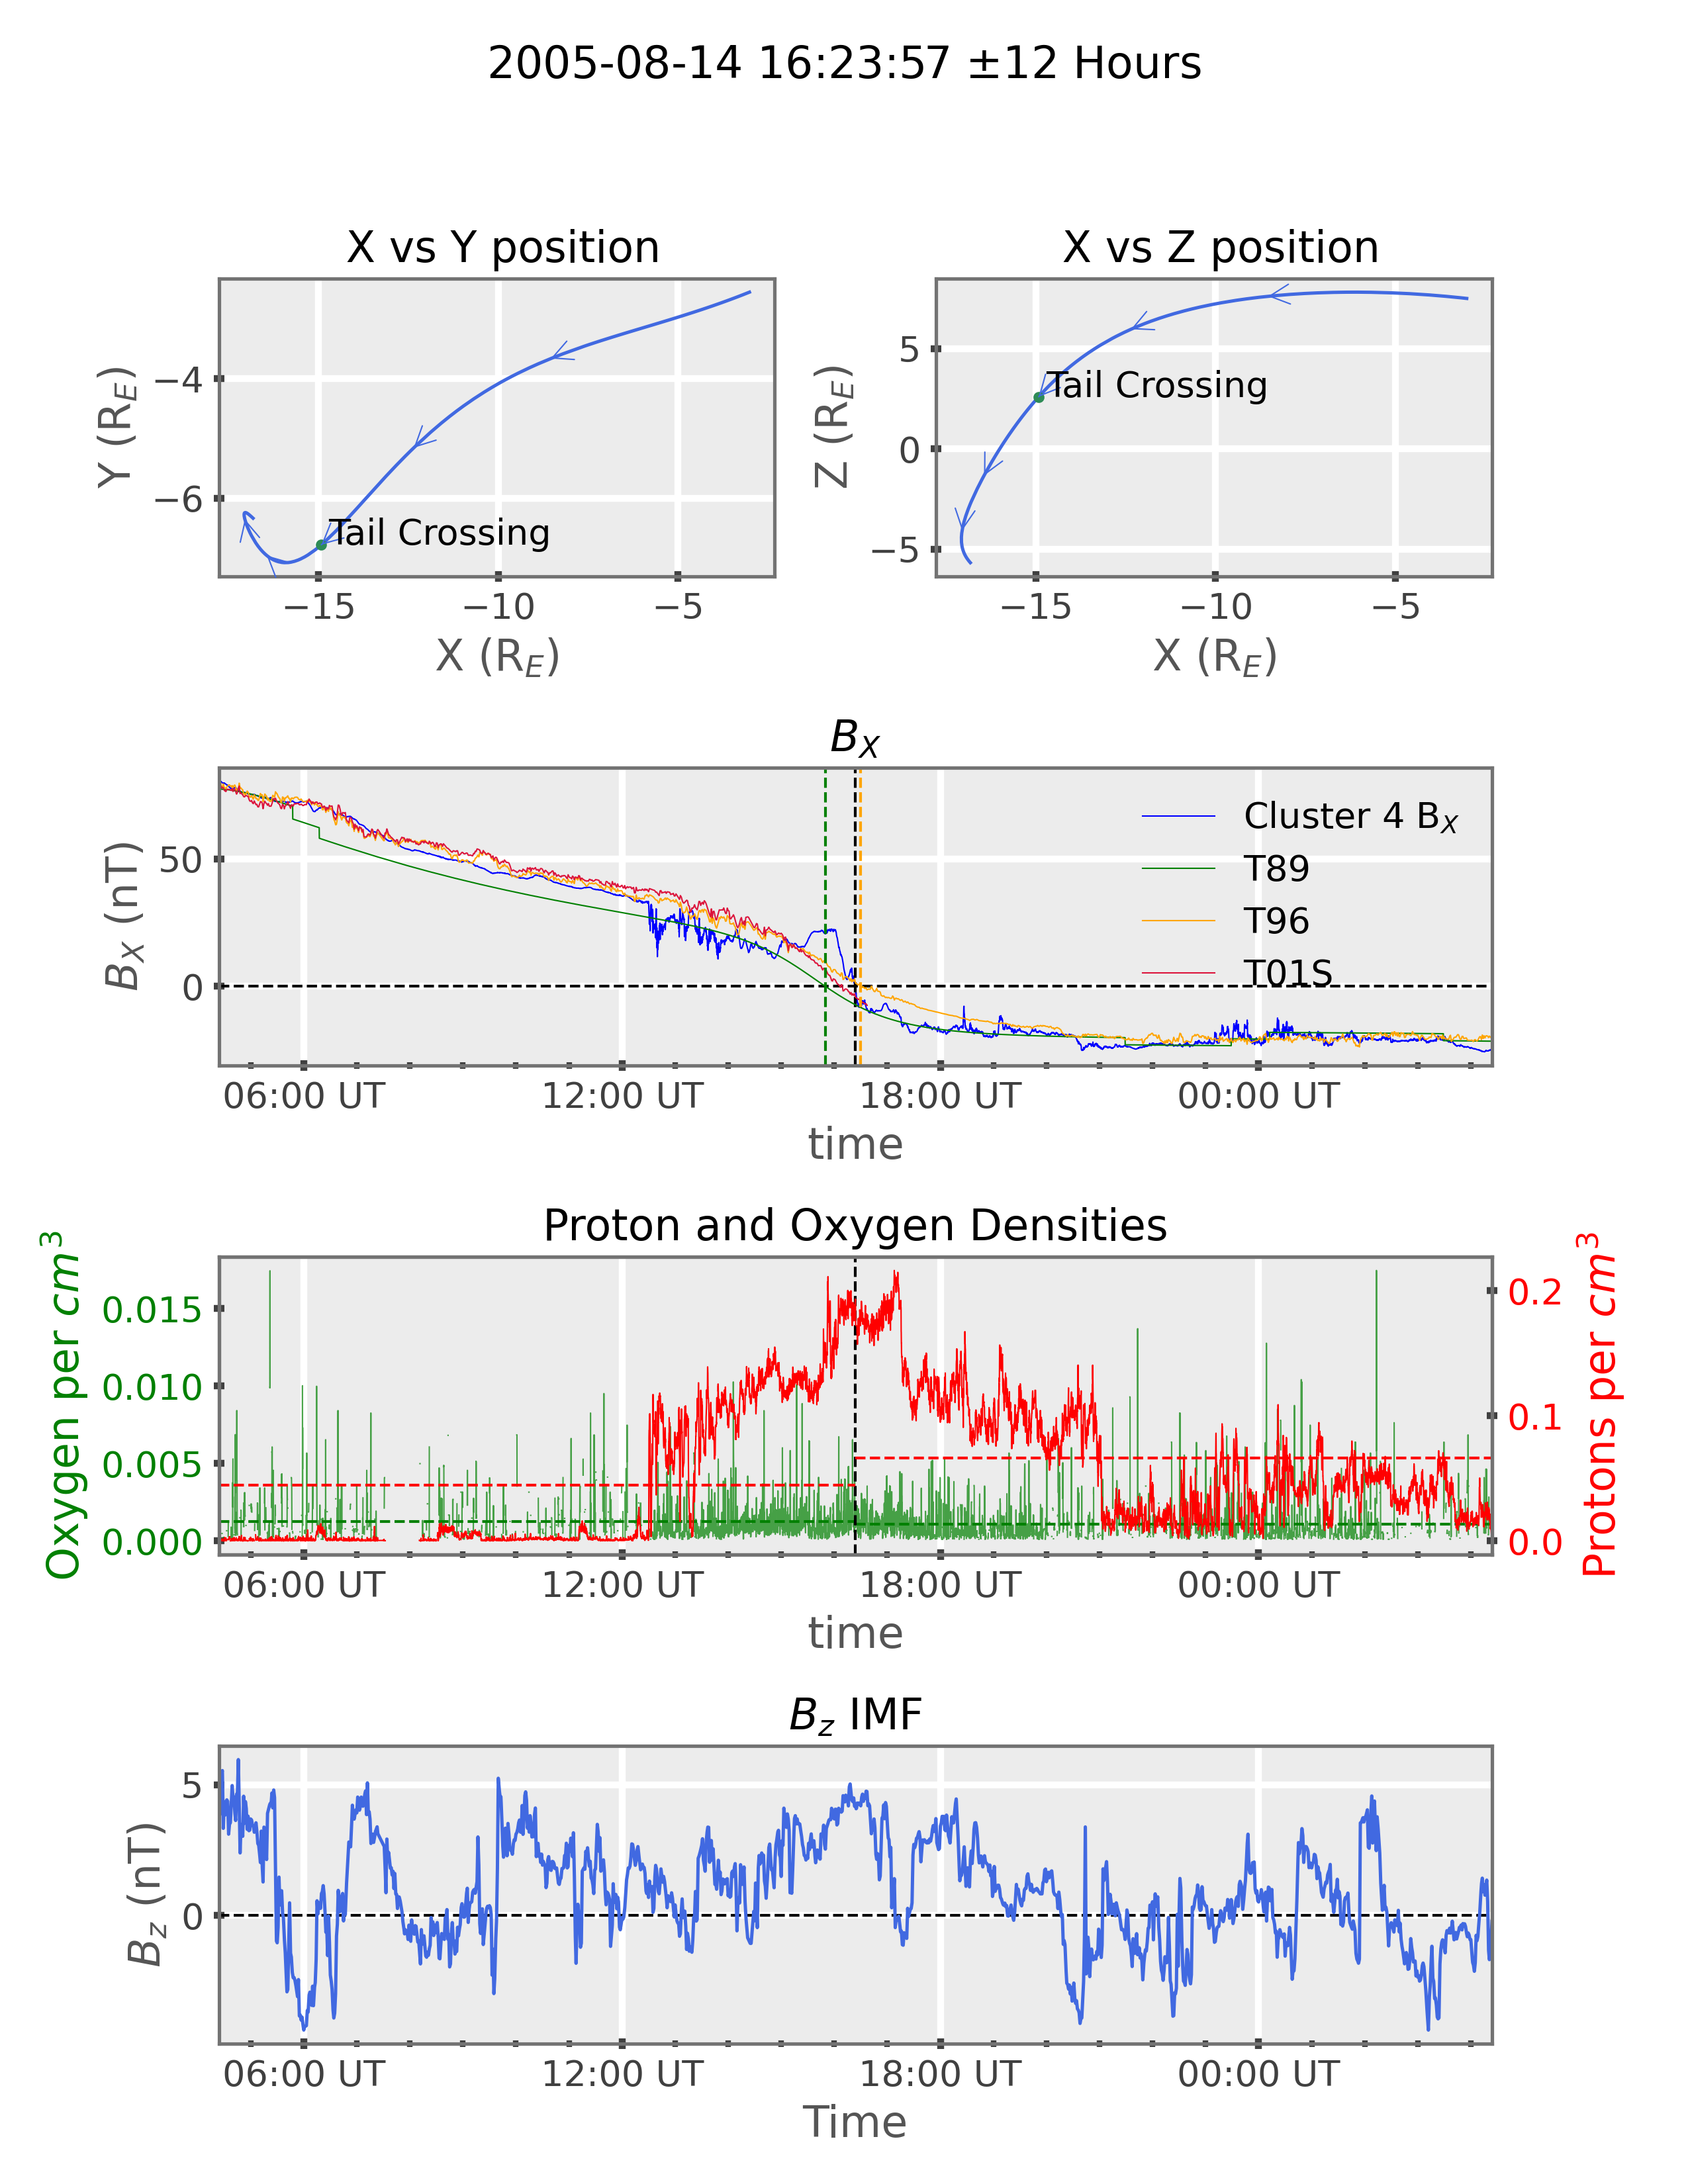 2005-08-14 16:23:57 ±12 Hours
X vs Y position
X vs Z position
Y (R_E)
−4
−6
Tail Crossing
−15
−10
−5
X (R_E)
Z (R_E)
5
0
−5
Tail Crossing
−15
−10
−5
X (R_E)
B_X
B_X (nT)
50
0
Cluster 4 B_X
T89
T96
T01S
06:00 UT
12:00 UT
18:00 UT
00:00 UT
time
Proton and Oxygen Densities
Oxygen per cm³
0.015
0.010
0.005
0.000
0.2
0.1
0.0
Protons per cm³
06:00 UT
12:00 UT
18:00 UT
00:00 UT
time
B_z IMF
B_z (nT)
5
0
06:00 UT
12:00 UT
18:00 UT
00:00 UT
Time